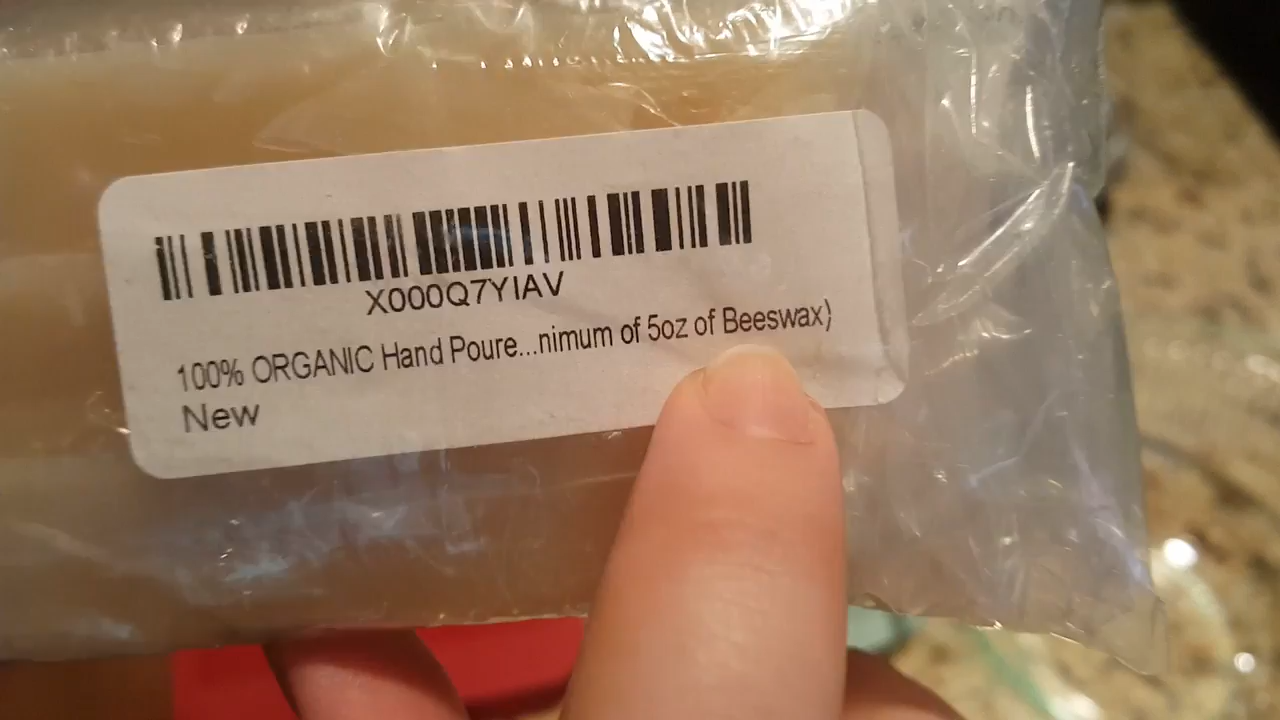 X000Q7YIAV
100% ORGANIC Hand Poure...nimum of 5oz of Beeswax)
New